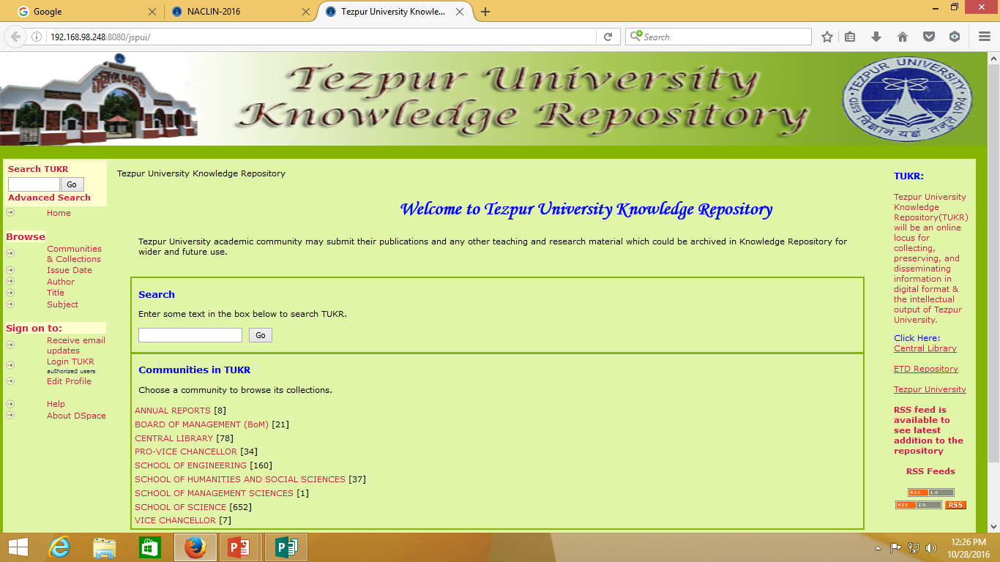 Google
NACLIN-2016
Tezpur University Knowle...
192.168.98.248:8080/jspui/
Search
Tezpur University
Knowledge Repository
TEZPUR UNIVERSITY
ESTD 1994
विज्ञानं यज्ञं तनुते
Search TUKR
Go
Advanced Search
Home
Browse
Communities
& Collections
Issue Date
Author
Title
Subject
Sign on to:
Receive email
updates
Login TUKR
authorized users
Edit Profile
Help
About DSpace
Tezpur University Knowledge Repository
Welcome to Tezpur University Knowledge Repository
Tezpur University academic community may submit their publications and any other teaching and research material which could be archived in Knowledge Repository for
wider and future use.
Search
Enter some text in the box below to search TUKR.
Go
Communities in TUKR
Choose a community to browse its collections.
ANNUAL REPORTS [8]
BOARD OF MANAGEMENT (BoM) [21]
CENTRAL LIBRARY [78]
PRO-VICE CHANCELLOR [34]
SCHOOL OF ENGINEERING [160]
SCHOOL OF HUMANITIES AND SOCIAL SCIENCES [37]
SCHOOL OF MANAGEMENT SCIENCES [1]
SCHOOL OF SCIENCE [652]
VICE CHANCELLOR [7]
TUKR:
Tezpur University
Knowledge
Repository(TUKR)
will be an online
locus for
collecting,
preserving, and
disseminating
information in
digital format &
the intellectual
output of Tezpur
University.
Click Here:
Central Library
ETD Repository
Tezpur University
RSS feed is
available to
see latest
addition to the
repository
RSS Feeds
RSS 1.0
RSS 2.0 RSS
12:26 PM
10/28/2016